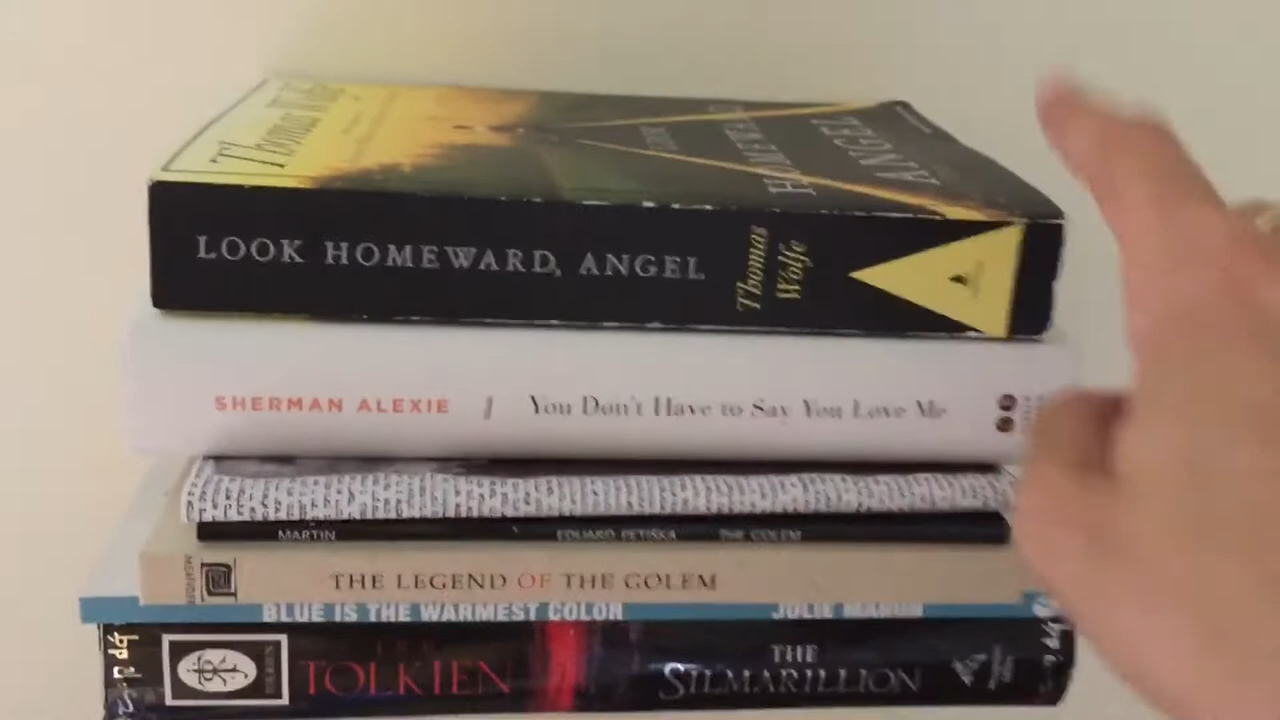 Thomas Wolfe
LOOK
HOMEWARD
ANGEL
LOOK HOMEWARD, ANGEL
Thomas
Wolfe
SHERMAN ALEXIE
You Don't Have to Say You Love Me
MARTIN
EDUARD PETIŠKA
THE GOLEM
THE LEGEND OF THE GOLEM
BLUE IS THE WARMEST COLOR
JULIE MAROH
TOLKIEN
THE
SILMARILLION